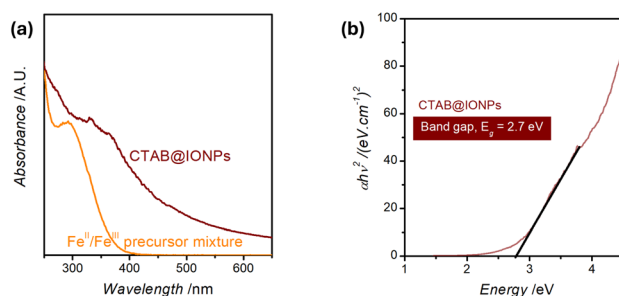 (a)
Absorbance /A.U.
CTAB@IONPs
Fe^II/Fe^III precursor mixture
250 300 400 500 600
Wavelength /nm
(b)
αhν² /(eV.cm⁻¹)²
100
80
60
40
20
0
CTAB@IONPs
Band gap, E_g = 2.7 eV
1 2 3 4
Energy /eV